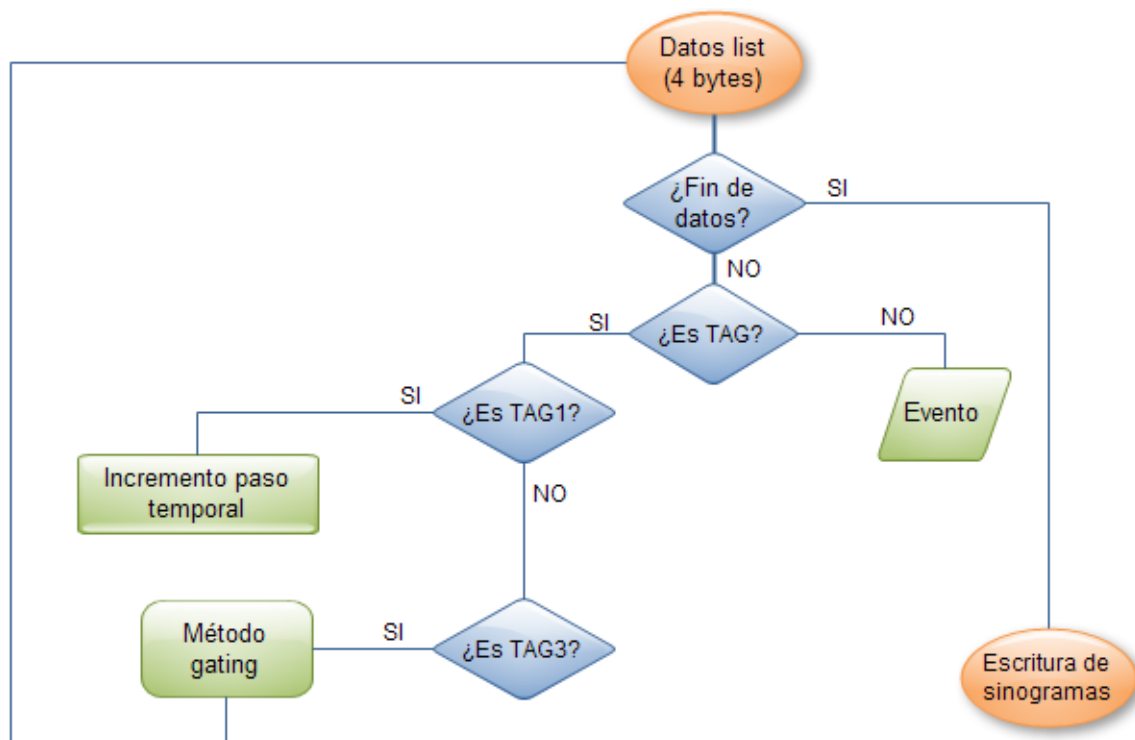 Datos list
(4 bytes)
¿Fin de
datos?
SI
NO
SI
¿Es TAG?
NO
SI
¿Es TAG1?
Evento
Incremento paso
temporal
NO
Método
gating
SI
¿Es TAG3?
Escritura de
sinogramas